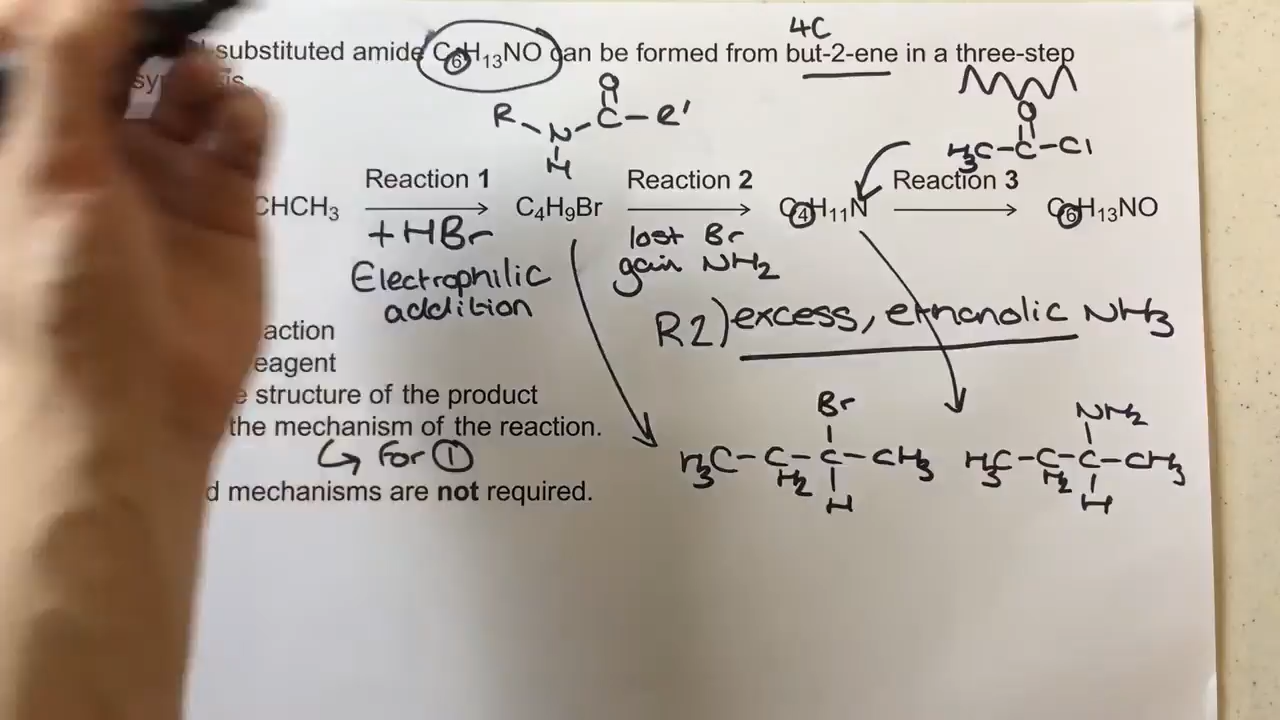 4C
substituted amide C6H13NO can be formed from but-2-ene in a three-step
O
R-N-C-R'
H
O
H3C-C-Cl
Reaction 1 Reaction 2 Reaction 3
CHCH3 C4H9Br C4H11N C6H13NO
+HBr lost Br
gain NH2
Electrophilic
addition
R2) excess, ethanolic NH3
action
reagent
structure of the product
the mechanism of the reaction.
↳ for ①
mechanisms are not required.
Br NH2
H3C-C-C-CH3 H3C-C-C-CH3
H2 H2
H H